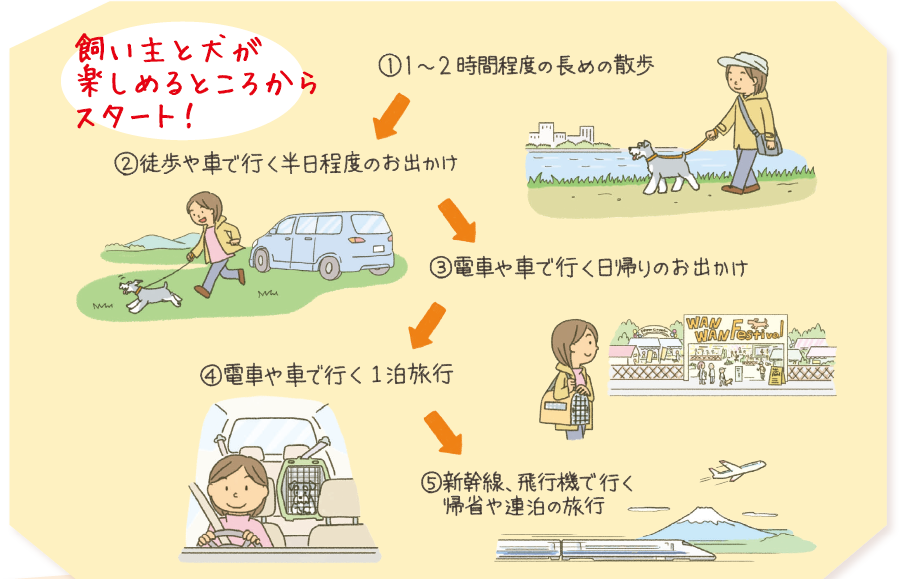 飼い主と犬が
楽しめるところから
スタート！
①1～2時間程度の長めの散歩
②徒歩や車で行く半日程度のお出かけ
③電車や車で行く日帰りのお出かけ
WAN
WAN Festival
④電車や車で行く1泊旅行
⑤新幹線、飛行機で行く
帰省や連泊の旅行